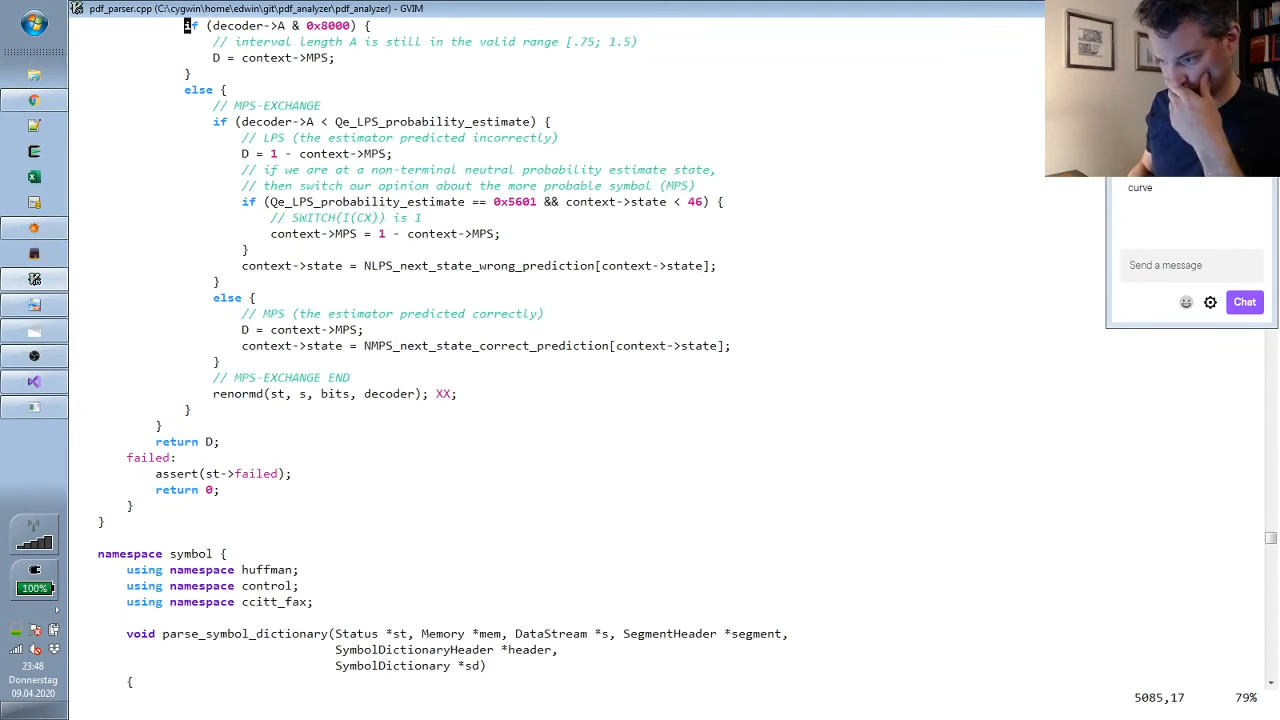 pdf_parser.cpp (C:\cygwin\home\edwin\git\pdf_analyzer\pdf_analyzer) - GVIM
if (decoder->A & 0x8000) {
// interval length A is still in the valid range [.75; 1.5)
D = context->MPS;
}
else {
// MPS-EXCHANGE
if (decoder->A < Qe_LPS_probability_estimate) {
// LPS (the estimator predicted incorrectly)
D = 1 - context->MPS;
// if we are at a non-terminal neutral probability estimate state,
// then switch our opinion about the more probable symbol (MPS)
if (Qe_LPS_probability_estimate == 0x5601 && context->state < 46) {
// SWITCH(I(CX)) is 1
context->MPS = 1 - context->MPS;
}
context->state = NLPS_next_state_wrong_prediction[context->state];
}
else {
// MPS (the estimator predicted correctly)
D = context->MPS;
context->state = NMPS_next_state_correct_prediction[context->state];
}
// MPS-EXCHANGE END
renormd(st, s, bits, decoder); XX;
}
}
return D;
failed:
assert(st->failed);
return 0;
}
}
namespace symbol {
using namespace huffman;
using namespace control;
using namespace ccitt_fax;
void parse_symbol_dictionary(Status *st, Memory *mem, DataStream *s, SegmentHeader *segment,
SymbolDictionaryHeader *header,
SymbolDictionary *sd)
{
5085,17 79%
curve
Send a message
Chat
100%
23:48
Donnerstag
09.04.2020